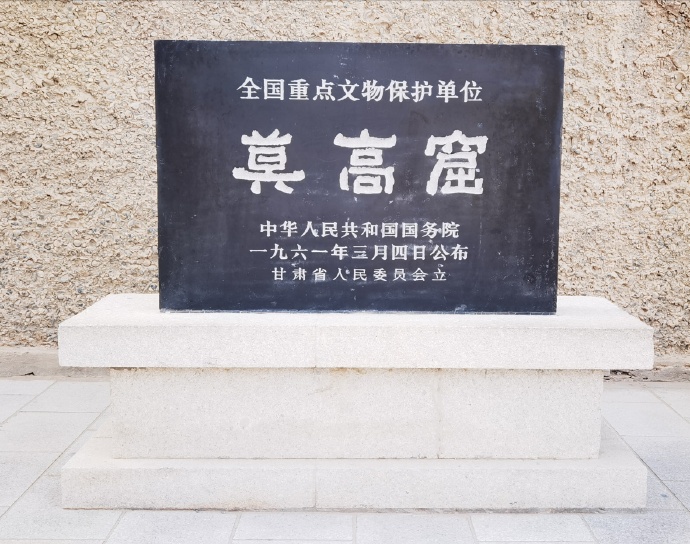 全国重点文物保护单位
莫高窟
中华人民共和国国务院
一九六一年三月四日公布
甘肃省人民委员会立